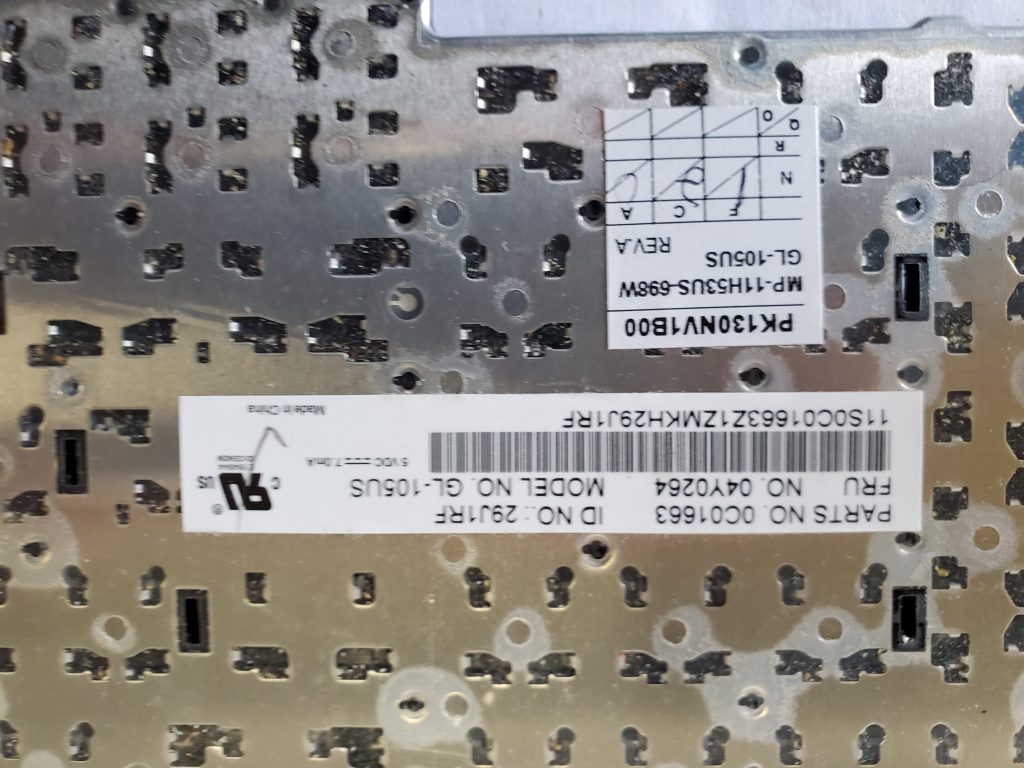 PK130NV1B00
MP-11H53US-698W
GL-105US
REV.A
F C A
N
R
Q O
PARTS NO. 0C01663 ID NO.: 29J1RF
FRU NO. 04Y0264 MODEL NO. GL-105US
5 VDC 7.0mA
C US ®
11S0C01663Z1ZMKH29J1RF
Made in China